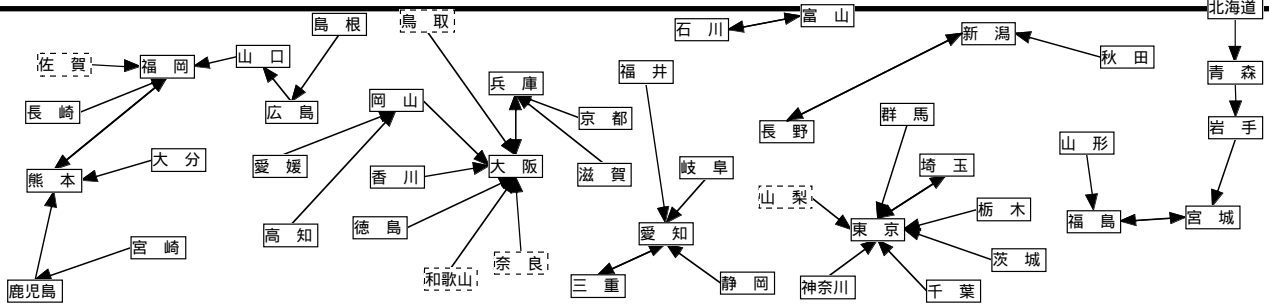 北海道
富　山
島　根
鳥　取
石　川
新　潟
山　口
秋　田
佐　賀
福　岡
福　井
青　森
兵　庫
岡　山
長　崎
広　島
群　馬
京　都
岩　手
長　野
山　形
大　分
愛　媛
大　阪
埼　玉
岐　阜
滋　賀
香　川
熊　本
山　梨
栃　木
宮　城
福　島
徳　島
東　京
愛　知
高　知
宮　崎
茨　城
奈　良
和歌山
静　岡
三　重
神奈川
千　葉
鹿児島